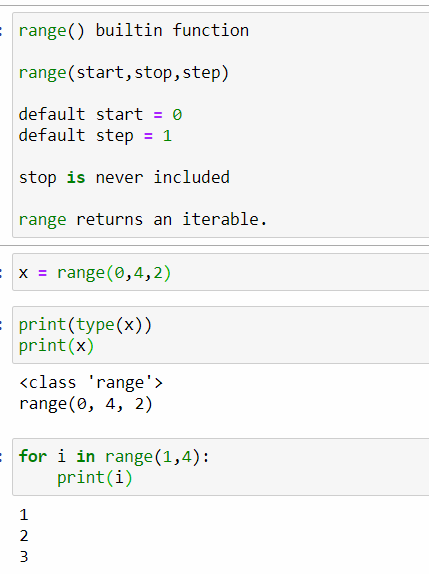 range() builtin function
range(start,stop,step)
default start = 0
default step = 1
stop is never included
range returns an iterable.
x = range(0,4,2)
print(type(x))
print(x)
<class 'range'>
range(0, 4, 2)
for i in range(1,4):
    print(i)
1
2
3